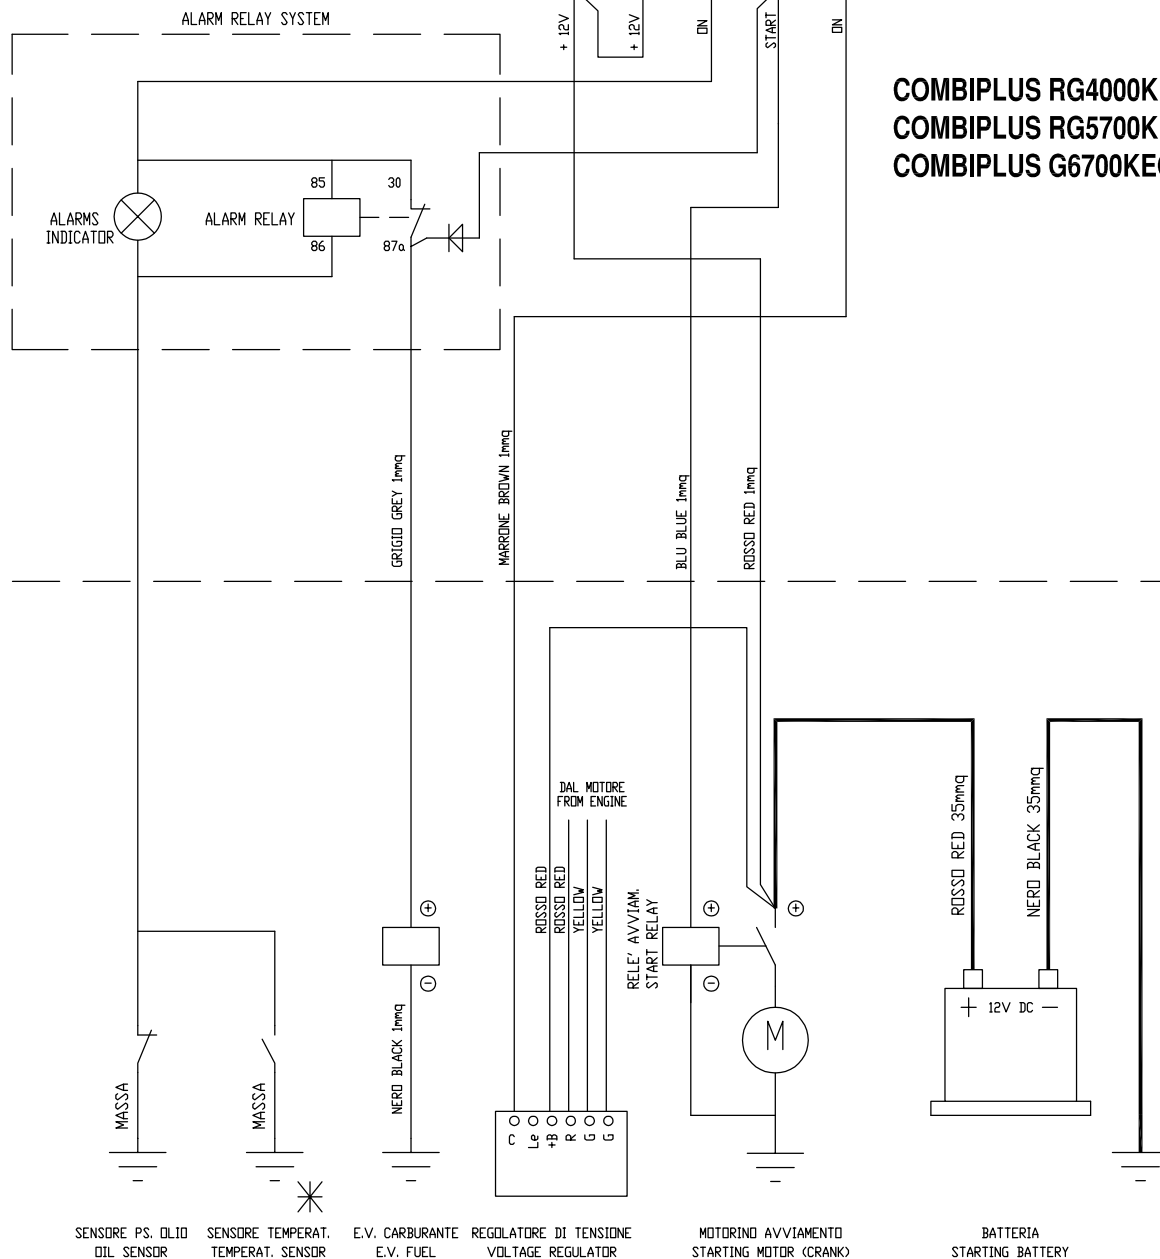 ALARM RELAY SYSTEM
+ 12V
+ 12V
ON
START
ON
COMBIPLUS RG4000K
COMBIPLUS RG5700K
COMBIPLUS G6700KE
85
30
ALARMS
INDICATOR
ALARM RELAY
86
87a
GRIGIO GREY 1mmq
MARRONE BROWN 1mmq
BLU BLUE 1mmq
ROSSO RED 1mmq
DAL MOTORE
FROM ENGINE
ROSSO RED
ROSSO RED
YELLOW
YELLOW
RELE' AVVIAM.
START RELAY
ROSSO RED 35mmq
NERO BLACK 35mmq
+
+
+
-
-
+ 12V DC -
M
MASSA
MASSA
NERO BLACK 1mmq
C
Le
+B
R
G
G
SENSORE PS. OLIO
OIL SENSOR
SENSORE TEMPERAT.
TEMPERAT. SENSOR
E.V. CARBURANTE
E.V. FUEL
REGOLATORE DI TENSIONE
VOLTAGE REGULATOR
MOTORINO AVVIAMENTO
STARTING MOTOR (CRANK)
BATTERIA
STARTING BATTERY